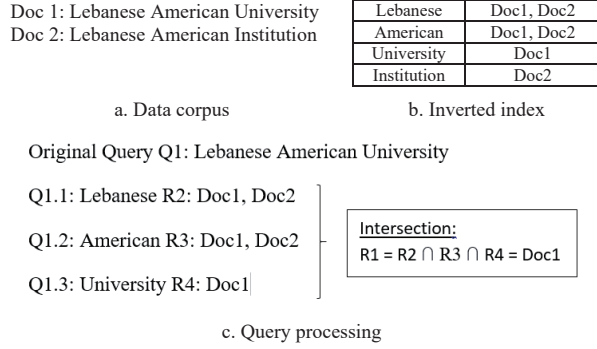 Doc 1: Lebanese American University
Doc 2: Lebanese American Institution
Lebanese Doc1, Doc2
American Doc1, Doc2
University Doc1
Institution Doc2
a. Data corpus
b. Inverted index
Original Query Q1: Lebanese American University
Q1.1: Lebanese R2: Doc1, Doc2
Q1.2: American R3: Doc1, Doc2
Q1.3: University R4: Doc1
Intersection:
R1 = R2 ∩ R3 ∩ R4 = Doc1
c. Query processing